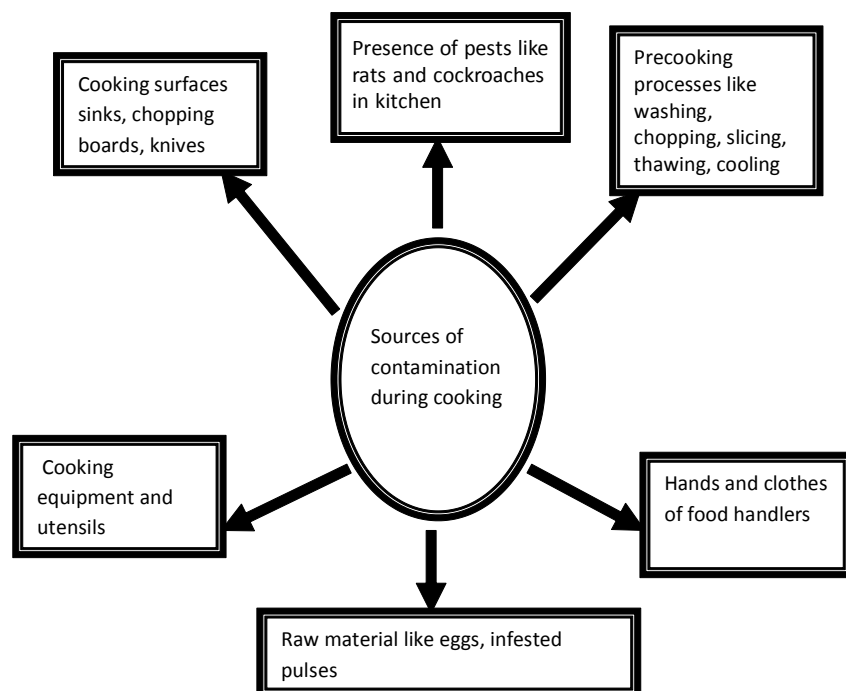 Cooking surfaces
sinks, chopping
boards, knives
Presence of pests like
rats and cockroaches
in kitchen
Precooking
processes like
washing,
chopping, slicing,
thawing, cooling
Sources of
contamination
during cooking
Cooking
equipment and
utensils
Hands and clothes
of food handlers
Raw material like eggs, infested
pulses